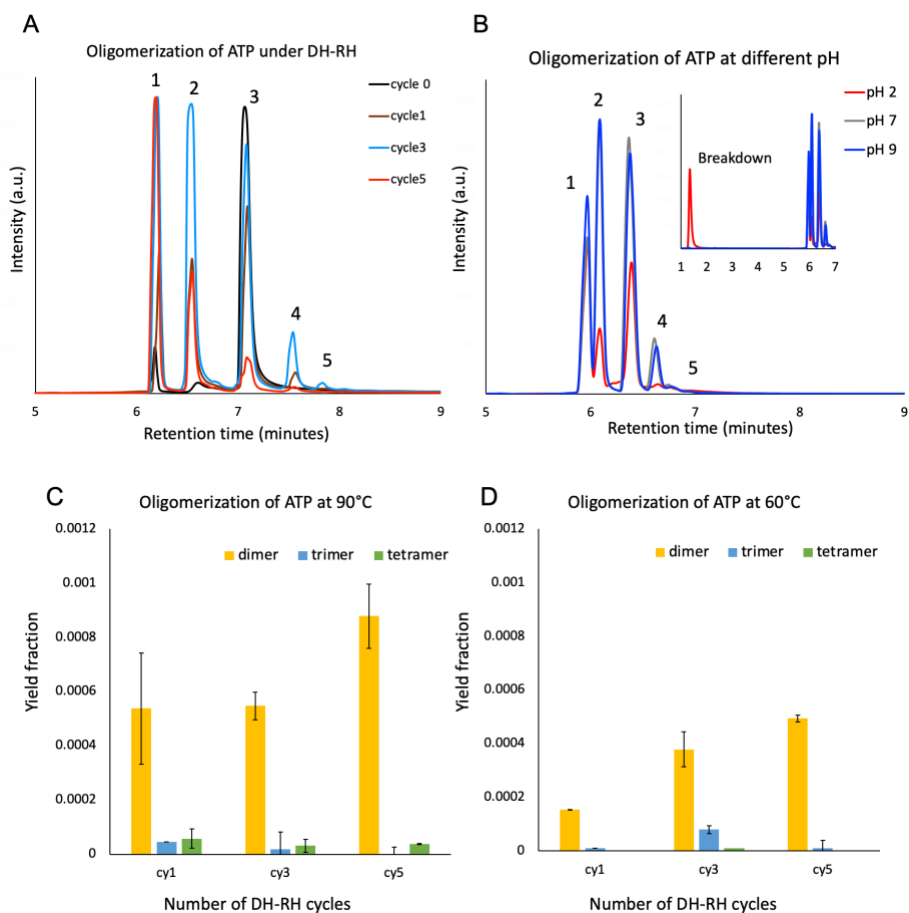 A
Oligomerization of ATP under DH-RH
1
2
3
4
5
cycle 0
cycle1
cycle3
cycle5
Intensity (a.u.)
5 6 7 8 9
Retention time (minutes)
B
Oligomerization of ATP at different pH
1
2
3
4
5
pH 2
pH 7
pH 9
Breakdown
1 2 3 4 5 6 7
Intensity (a.u.)
5 6 7 8 9
Retention time (minutes)
C
Oligomerization of ATP at 90°C
dimer trimer tetramer
0.0012
0.001
0.0008
0.0006
0.0004
0.0002
0
Yield fraction
cy1 cy3 cy5
Number of DH-RH cycles
D
Oligomerization of ATP at 60°C
dimer trimer tetramer
0.0012
0.001
0.0008
0.0006
0.0004
0.0002
0
Yield fraction
cy1 cy3 cy5
Number of DH-RH cycles